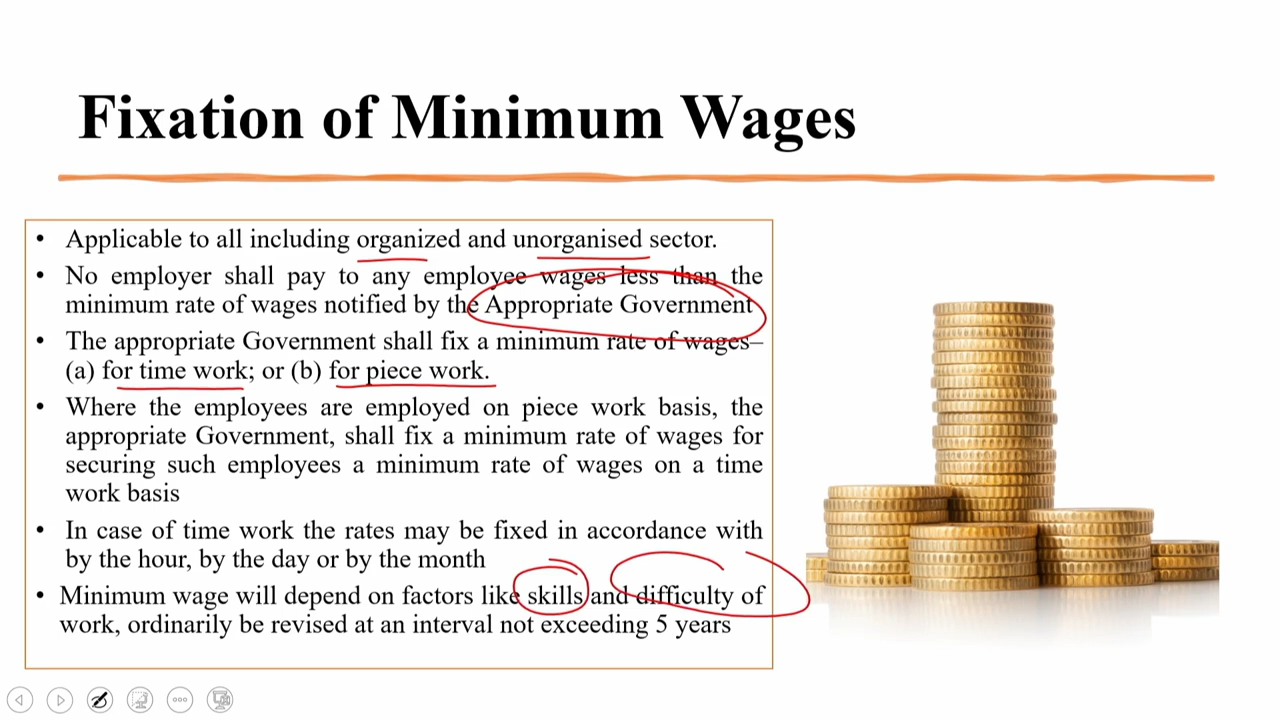 Fixation of Minimum Wages
• Applicable to all including organized and unorganised sector.
• No employer shall pay to any employee wages less than the
minimum rate of wages notified by the Appropriate Government
• The appropriate Government shall fix a minimum rate of wages–
(a) for time work; or (b) for piece work.
• Where the employees are employed on piece work basis, the
appropriate Government, shall fix a minimum rate of wages for
securing such employees a minimum rate of wages on a time
work basis
• In case of time work the rates may be fixed in accordance with
by the hour, by the day or by the month
• Minimum wage will depend on factors like skills and difficulty of
work, ordinarily be revised at an interval not exceeding 5 years